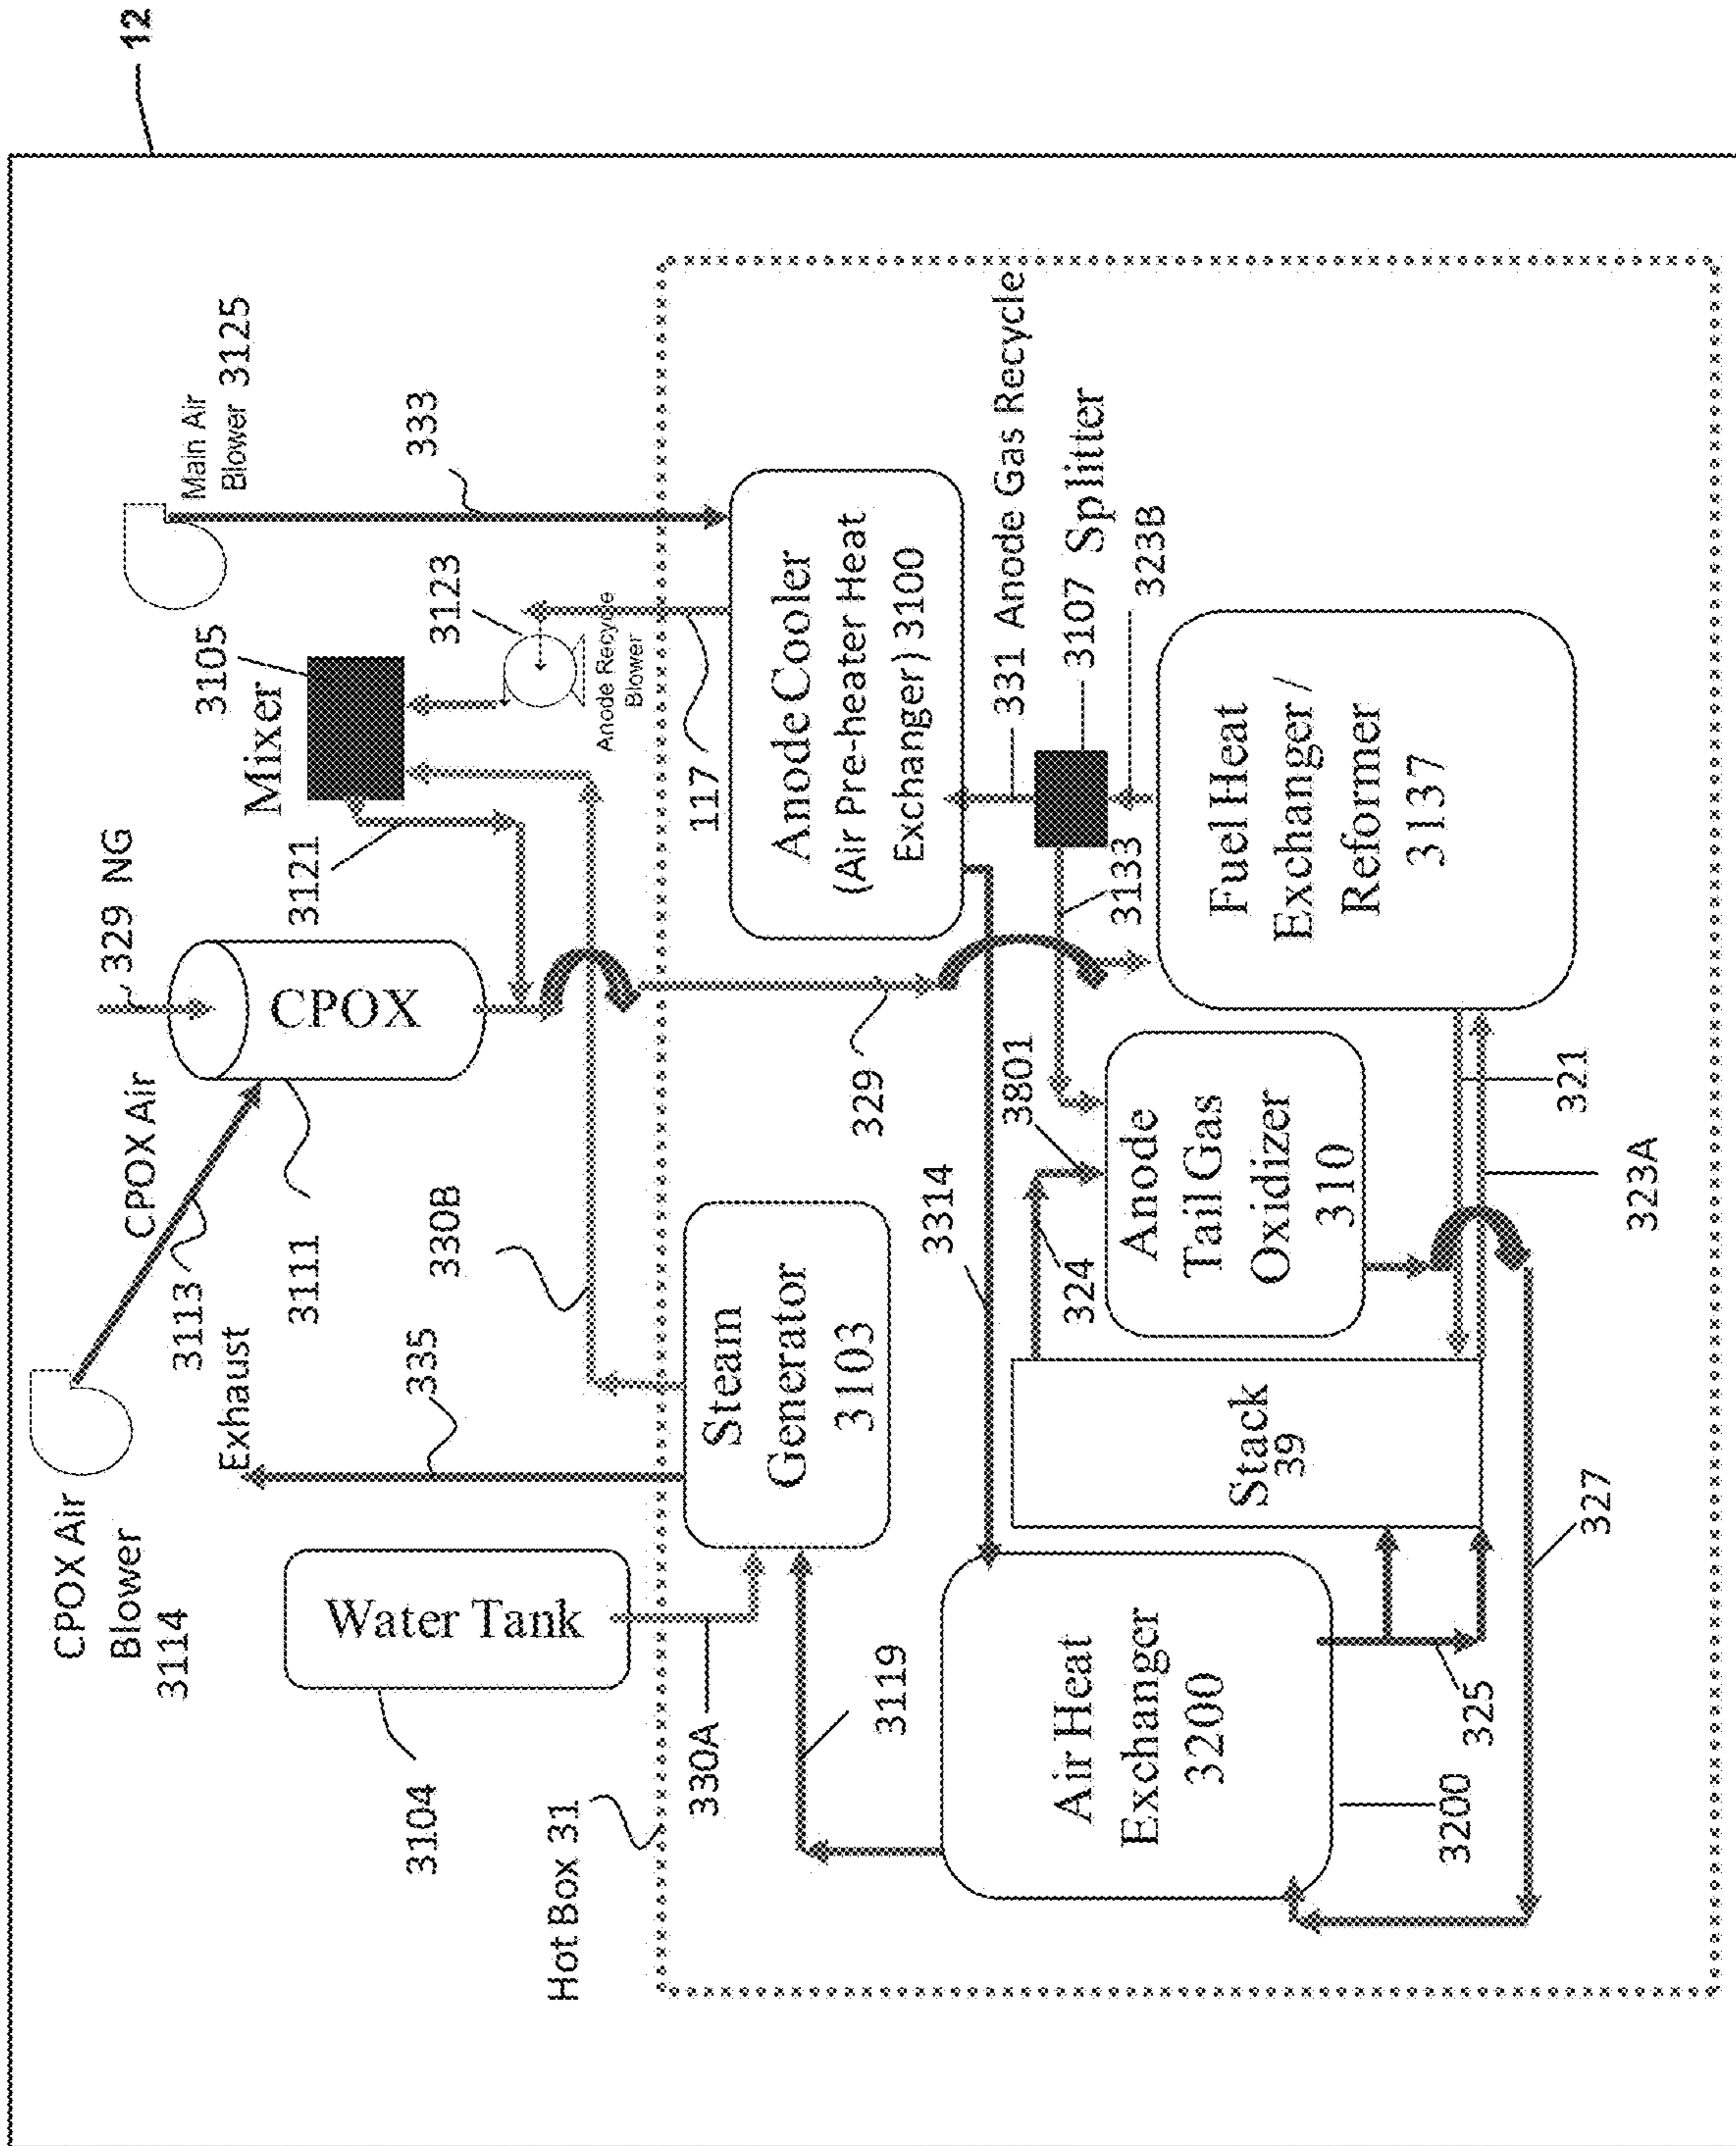 12
CPOX Air
Blower
3114
3113
CPOX Air
329 NG
CPOX
3111
Mixer
3105
3121
3123
Anode Recycle
Blower
Main Air
Blower 3125
333
Exhaust
335
330B
Water Tank
3104
330A
Hot Box 31
Steam
Generator
3103
117
Anode Cooler
(Air Pre-heater Heat
Exchanger) 3100
329
3314
331 Anode Gas Recycle
3107 Splitter
323B
3133
3119
324
3801
Air Heat
Exchanger
3200
3200
325
Stack
39
Anode
Tail Gas
Oxidizer
310
Fuel Heat
Exchanger /
Reformer
3137
321
323A
327